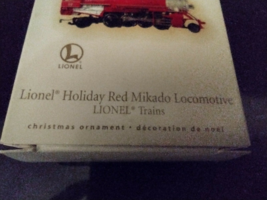 LIONEL
Lionel® Holiday Red Mikado Locomotive
LIONEL® Trains
christmas ornament • décoration de noël